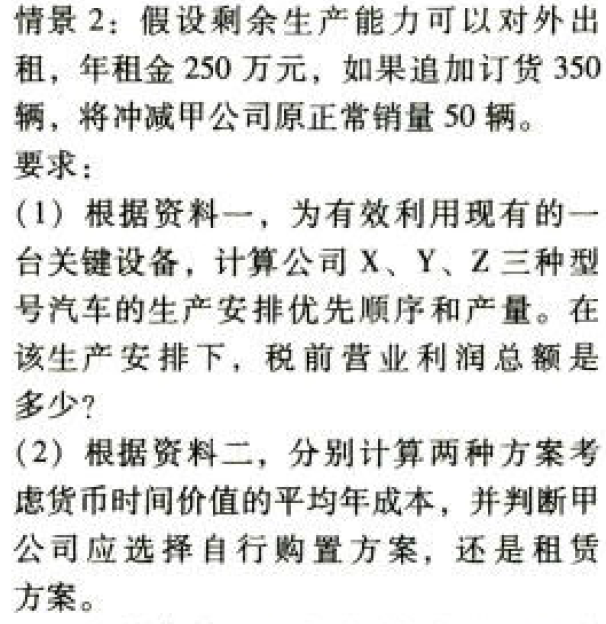 情景 2：假设剩余生产能力可以对外出
租，年租金 250 万元，如果追加订货 350
辆，将冲减甲公司原正常销量 50 辆。
要求：
（1）根据资料一，为有效利用现有的一
台关键设备，计算公司 X、Y、Z 三种型
号汽车的生产安排优先顺序和产量。在
该生产安排下，税前营业利润总额是
多少?
（2）根据资料二，分别计算两种方案考
虑货币时间价值的平均年成本，并判断甲
公司应选择自行购置方案，还是租赁
方案。